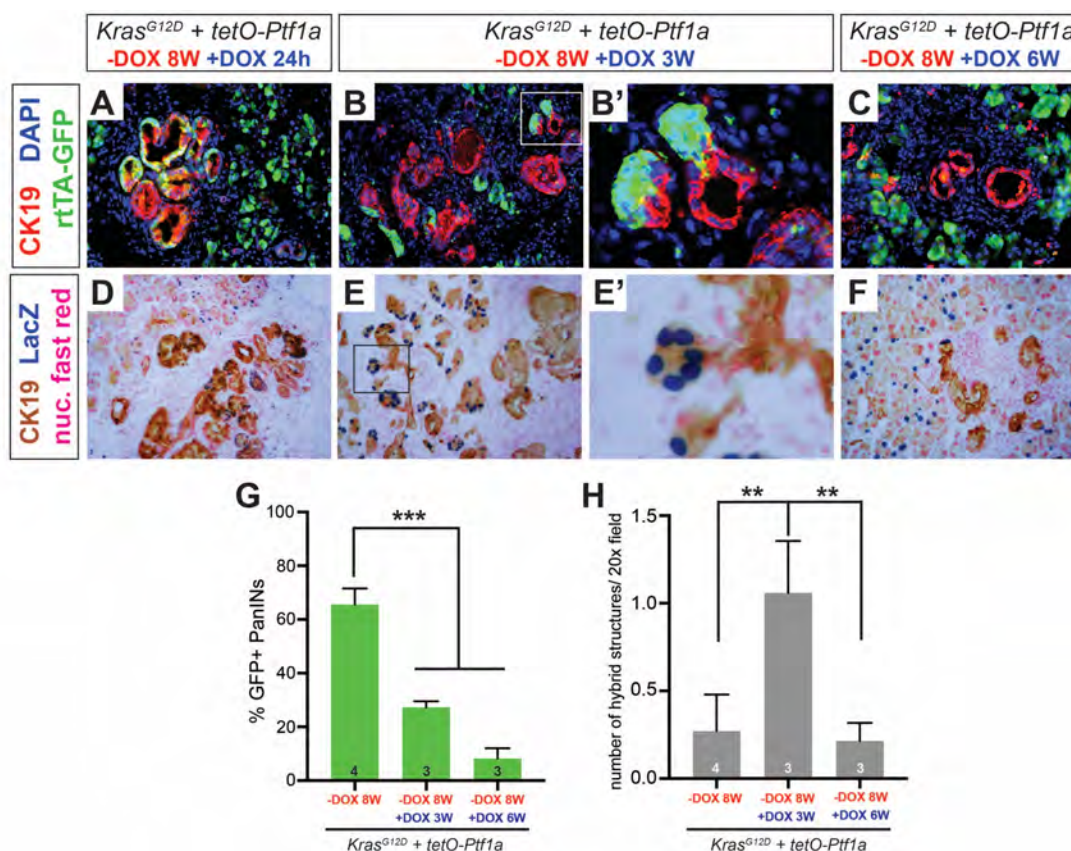 Kras^G12D + tetO-Ptf1a
-DOX 8W +DOX 24h
Kras^G12D + tetO-Ptf1a
-DOX 8W +DOX 3W
Kras^G12D + tetO-Ptf1a
-DOX 8W +DOX 6W
CK19 DAPI
rtTA-GFP
A
B
B'
C
CK19 LacZ
nuc. fast red
D
E
E'
F
G
% GFP+ PanINs
100
80
60
40
20
0
***
4
3
3
-DOX 8W
-DOX 8W
+DOX 3W
-DOX 8W
+DOX 6W
Kras^G12D + tetO-Ptf1a
H
number of hybrid structures/ 20x field
1.5
1.0
0.5
0.0
**
**
4
3
3
-DOX 8W
-DOX 8W
+DOX 3W
-DOX 8W
+DOX 6W
Kras^G12D + tetO-Ptf1a